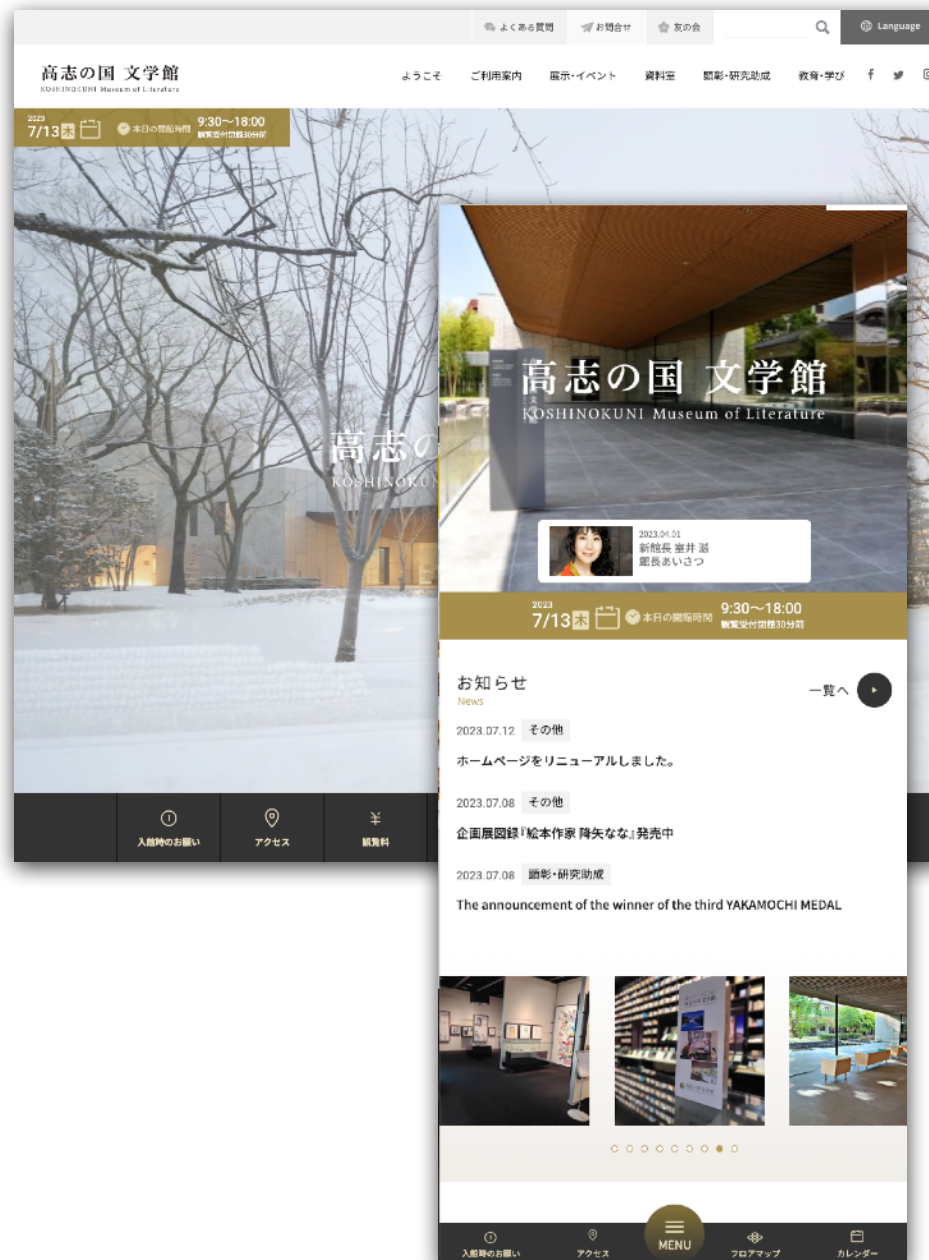 よくある質問
お問合せ
友の会
Language
高志の国 文学館
KOSHINOKUNI Museum of Literature
ようこそ
ご利用案内
展示・イベント
資料室
顕彰・研究助成
教育・学び
2023
7/13 木
本日の開館時間
9:30～18:00
観覧受付閉館30分前
高志の
KOSHINOKUN
入館時のお願い
アクセス
観覧料
高志の国 文学館
KOSHINOKUNI Museum of Literature
2023.04.01
新館長 室井 滋
館長あいさつ
2023
7/13 木
本日の開館時間
9:30～18:00
観覧受付閉館30分前
お知らせ
News
一覧へ
2023.07.12 その他
ホームページをリニューアルしました。
2023.07.08 その他
企画展図録『絵本作家 降矢なな』発売中
2023.07.08 顕彰・研究助成
The announcement of the winner of the third YAKAMOCHI MEDAL
入館時のお願い
アクセス
MENU
フロアマップ
カレンダー